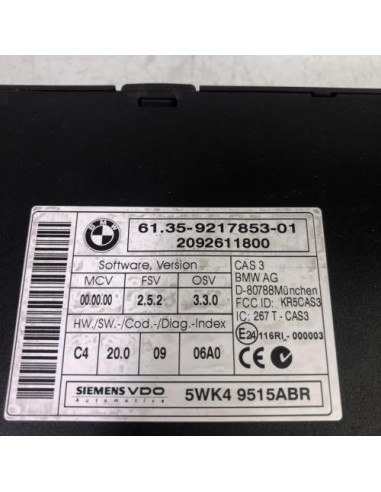 BMW
61.35-9217853-01
2092611800
Software, Version
MCV FSV OSV
00.00.00 2.5.2 3.3.0
HW./SW.-/Cod.-/Diag.-Index
C4 20.0 09 06A0
CAS 3
BMW AG
D-80788München
FCC ID: KR5CAS3
IC: 267 T - CAS3
E24 116RI,-000003
CE
SIEMENS VDO
Automotive
5WK4 9515ABR